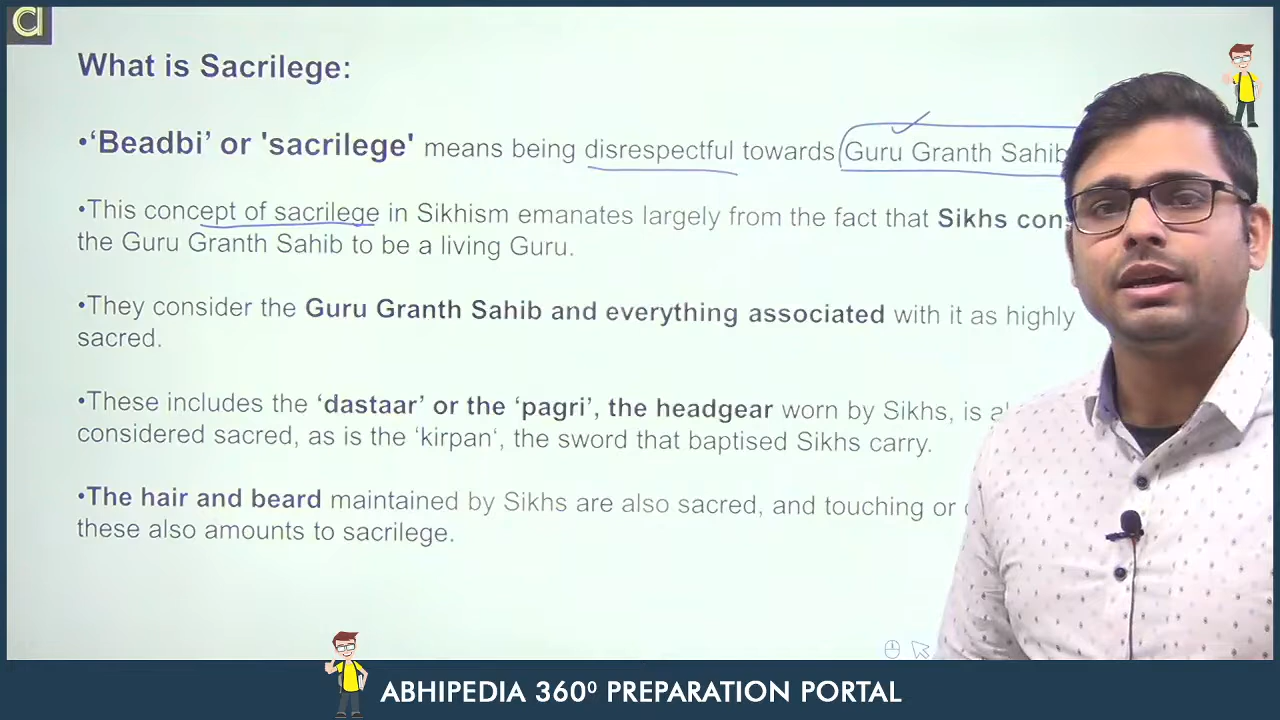 a
What is Sacrilege:
•‘Beadbi’ or 'sacrilege' means being disrespectful towards Guru Granth Sahib
•This concept of sacrilege in Sikhism emanates largely from the fact that Sikhs
the Guru Granth Sahib to be a living Guru.
•They consider the Guru Granth Sahib and everything associated with it as highly
sacred.
•These includes the ‘dastaar’ or the ‘pagri’, the headgear worn by Sikhs, is
considered sacred, as is the ‘kirpan‘, the sword that baptised Sikhs carry.
•The hair and beard maintained by Sikhs are also sacred, and touching or
these also amounts to sacrilege.
ABHIPEDIA 360⁰ PREPARATION PORTAL